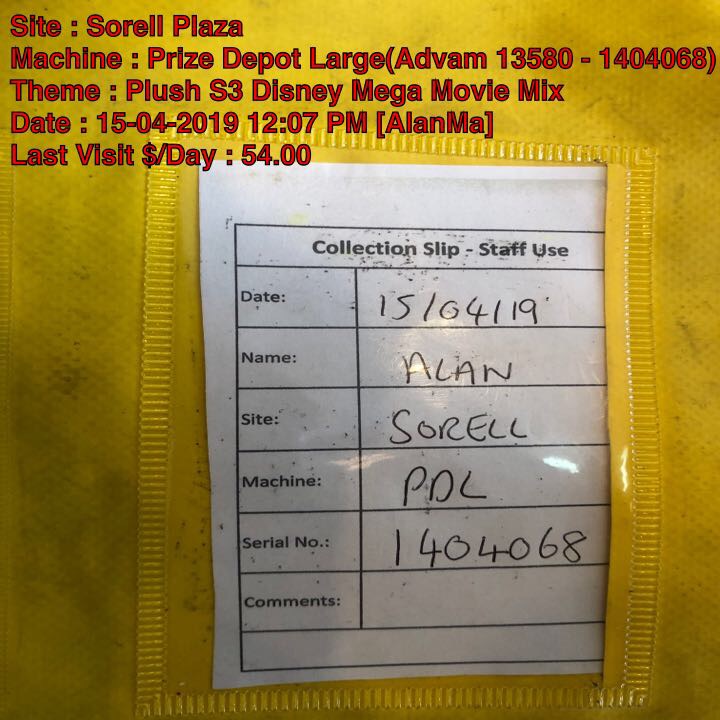 Site : Sorell Plaza
Machine : Prize Depot Large(Advam 13580 - 1404068)
Theme : Plush S3 Disney Mega Movie Mix
Date : 15-04-2019 12:07 PM [AlanMa]
Last Visit $/Day : 54.00
Collection Slip - Staff Use
Date: 15/04/19
Name: ALAN
Site: SORELL
Machine: PDL
Serial No.: 1404068
Comments: